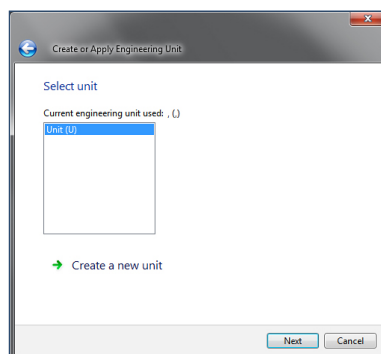 Create or Apply Engineering Unit
Select unit
Current engineering unit used: , (,)
Unit (U)
Create a new unit
Next Cancel